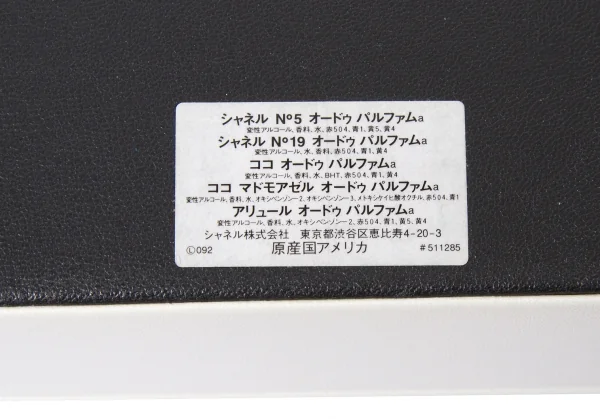 シャネル Nº5 オードゥ パルファムa
変性アルコール、香料、水、赤504、青1、黄5、黄4
シャネル Nº19 オードゥ パルファムa
変性アルコール、水、香料、赤504、青1、黄4
ココ オードゥ パルファムa
変性アルコール、香料、水、BHT、赤504、青1、黄4
ココ マドモアゼル オードゥ パルファムa
変性アルコール、香料、水、オキシベンゾン-2、オキシベンゾン-3、メトキシケイヒ酸オクチル、赤504、青1
アリュール オードゥ パルファムa
変性アルコール、香料、水、オキシベンゾン-2、赤504、青1、黄5、黄4
シャネル株式会社 東京都渋谷区恵比寿4-20-3
Ⓛ092 原産国アメリカ #511285